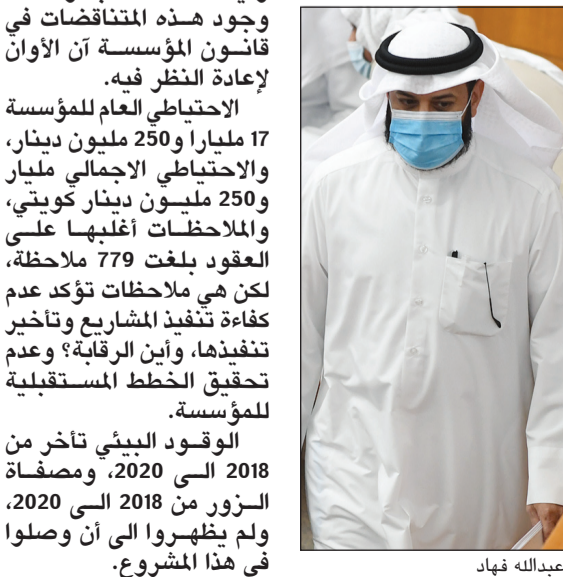 وجود هذه المتناقضات في
قانون المؤسسة آن الأوان
لإعادة النظر فيه.
الاحتياطي العام للمؤسسة
17 مليارا و250 مليون دينار،
والاحتياطي الاجمالي مليار
و250 مليون دينار كويتي،
والملاحظات أغلبها على
العقود بلغت 779 ملاحظة،
لكن هي ملاحظات تؤكد عدم
كفاءة تنفيذ المشاريع وتأخير
تنفيذها، وأين الرقابة؟ وعدم
تحقيق الخطط المستقبلية
للمؤسسة.
الوقود البيئي تأخر من
2018 الى 2020، ومصفاة
الزور من 2018 الى 2020،
ولم يظهروا الى أن وصلوا
في هذا المشروع.
عبدالله فهاد